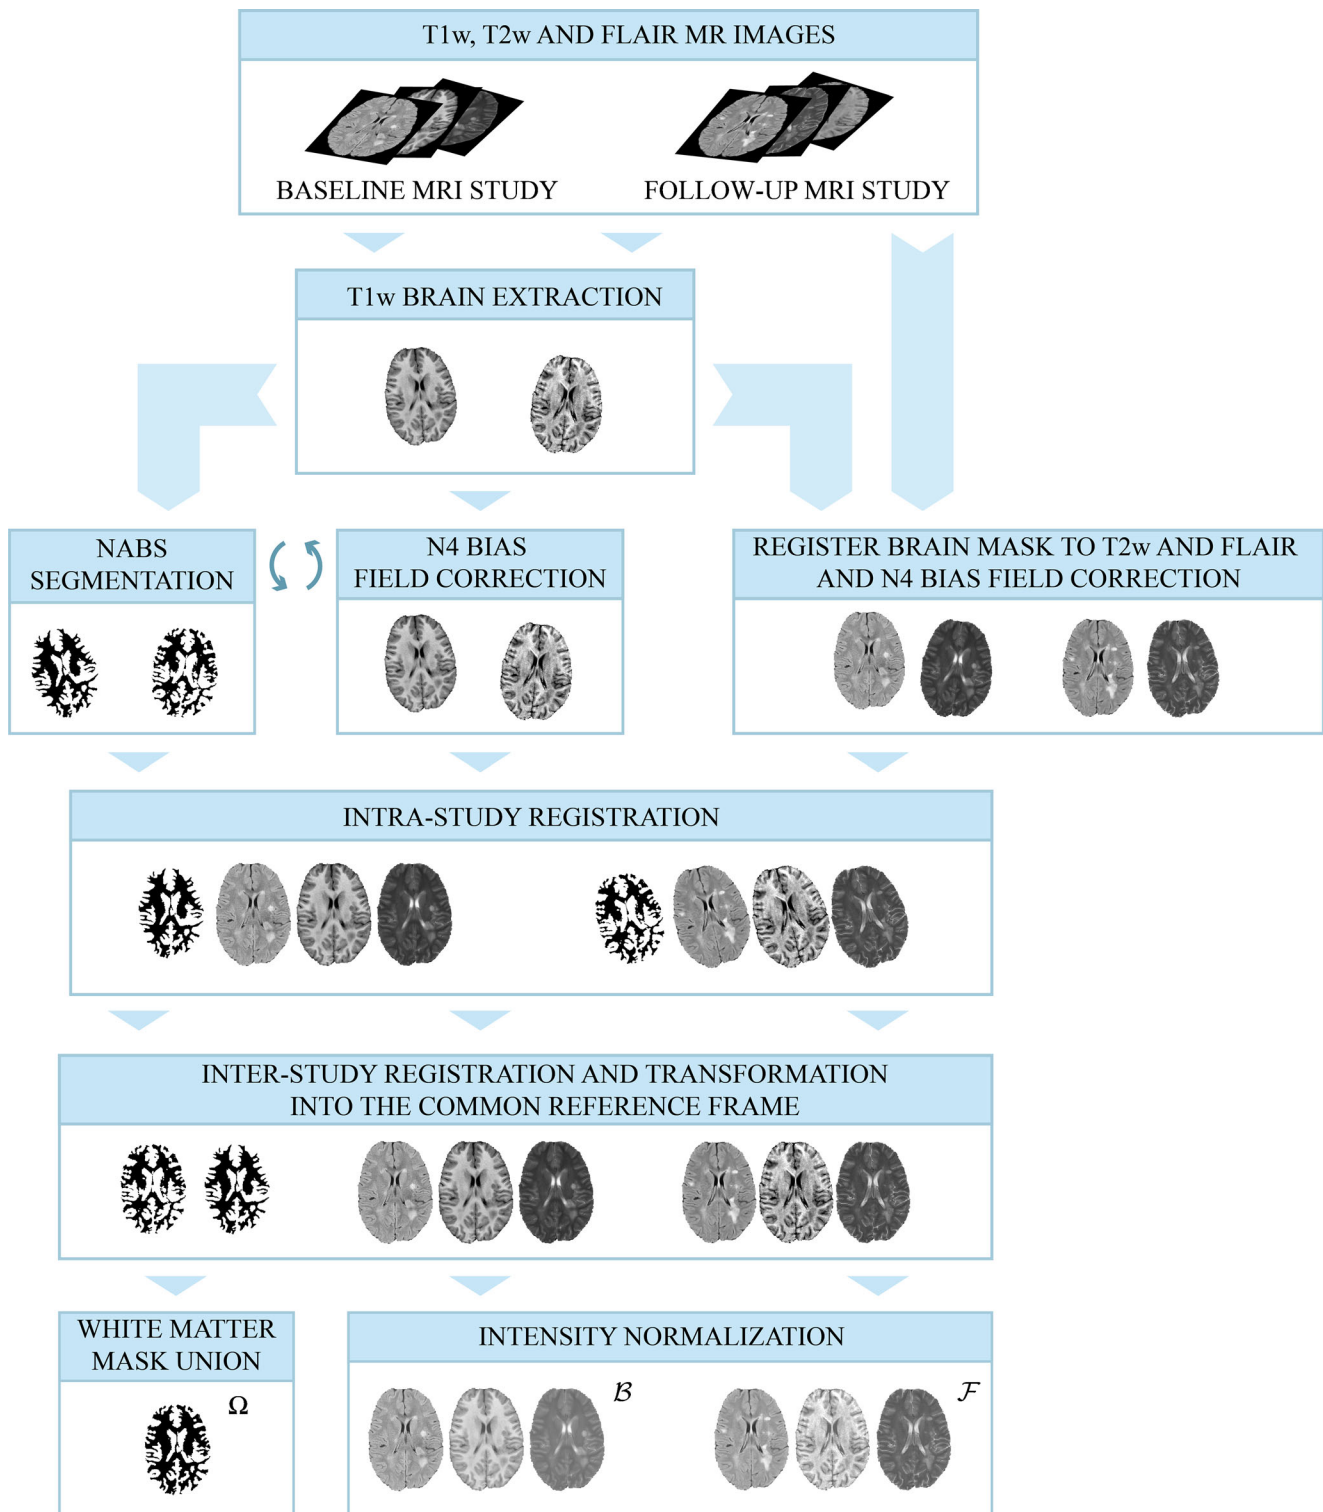 T1w, T2w AND FLAIR MR IMAGES
BASELINE MRI STUDY
FOLLOW-UP MRI STUDY
T1w BRAIN EXTRACTION
NABS
SEGMENTATION
N4 BIAS
FIELD CORRECTION
REGISTER BRAIN MASK TO T2w AND FLAIR
AND N4 BIAS FIELD CORRECTION
INTRA-STUDY REGISTRATION
INTER-STUDY REGISTRATION AND TRANSFORMATION
INTO THE COMMON REFERENCE FRAME
WHITE MATTER
MASK UNION
Ω
INTENSITY NORMALIZATION
ℬ
ℱ